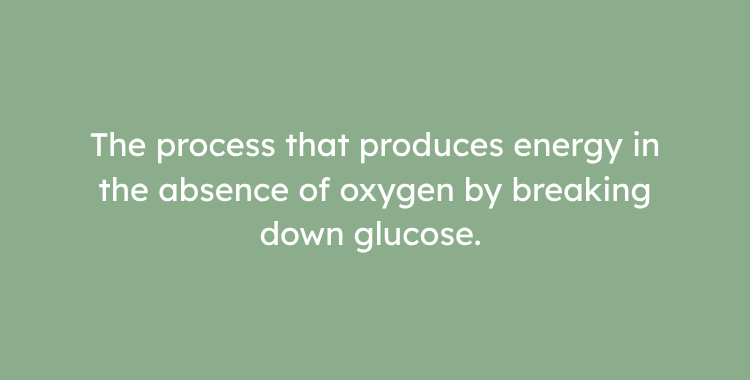 The process that produces energy in
the absence of oxygen by breaking
down glucose.